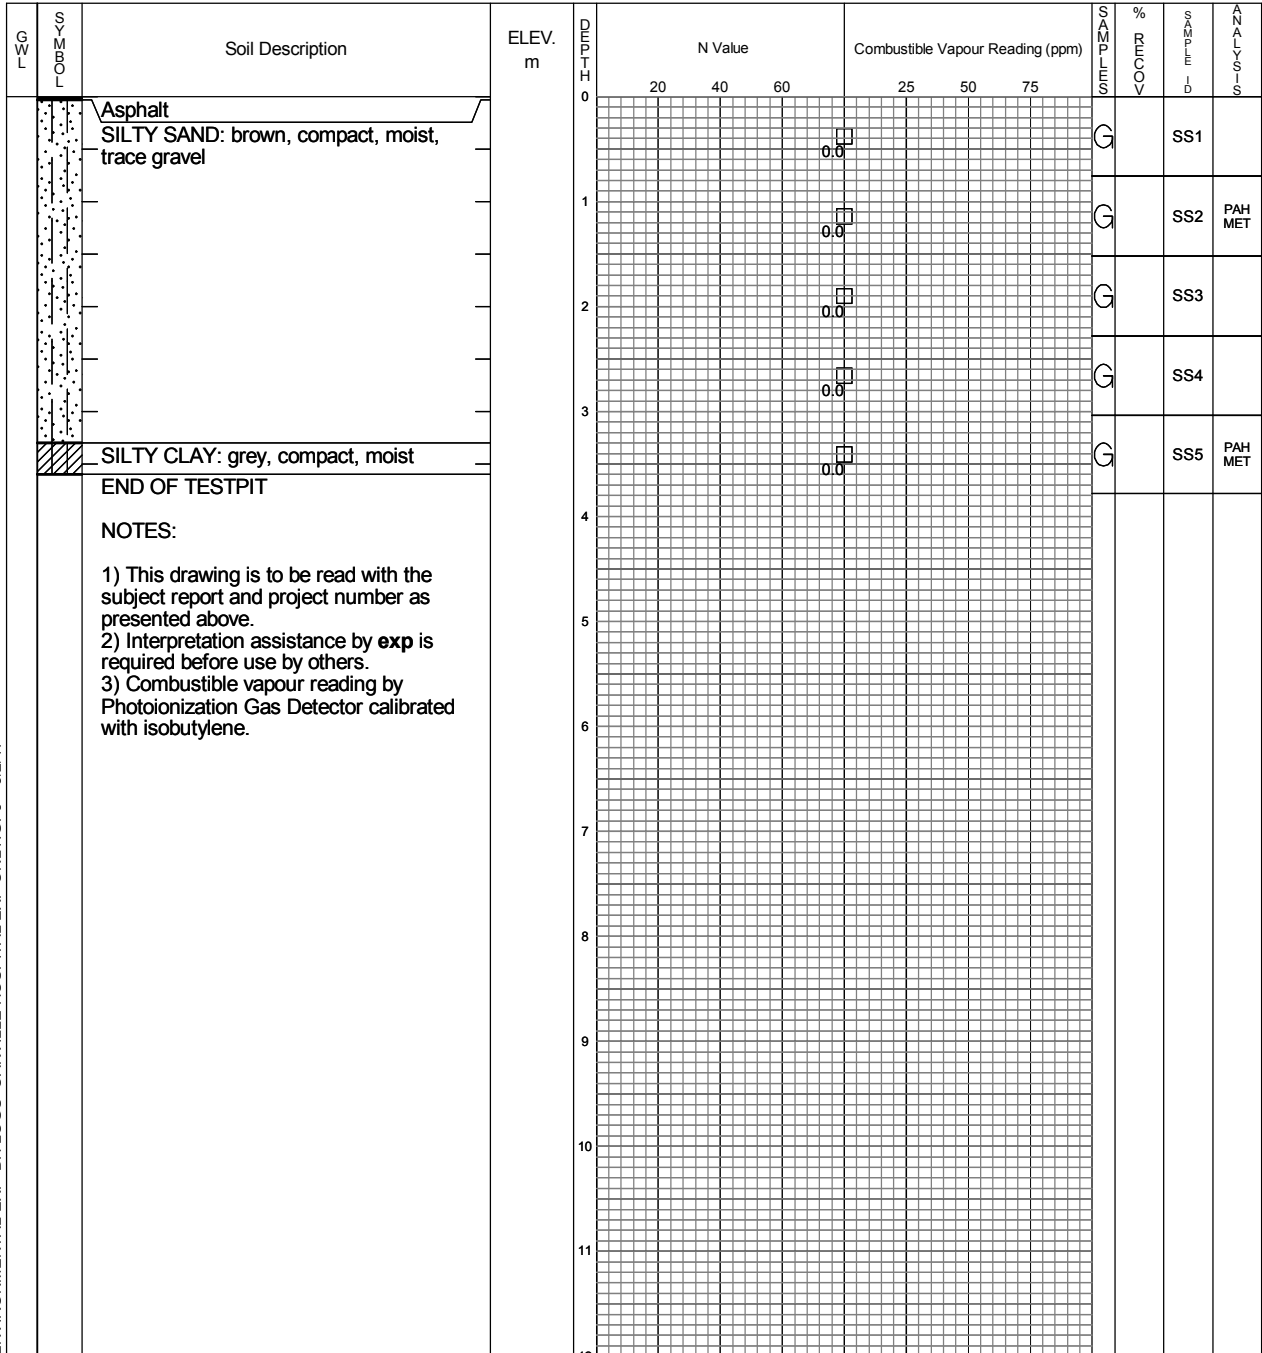 GWL
SYMBOL
Soil Description
ELEV.
m
DEPTH
N Value
Combustible Vapour Reading (ppm)
SAMPLES
% RECOV
SAMPLE ID
ANALYSIS
20 40 60
25 50 75
0
Asphalt
SILTY SAND: brown, compact, moist,
trace gravel
0.0
G SS1
1
0.0
G SS2 PAH
MET
2
0.0
G SS3
0.0
G SS4
3
SILTY CLAY: grey, compact, moist
0.0
G SS5 PAH
MET
END OF TESTPIT
4
NOTES:
1) This drawing is to be read with the
subject report and project number as
presented above.
5
2) Interpretation assistance by exp is
required before use by others.
3) Combustible vapour reading by
Photoionization Gas Detector calibrated
with isobutylene.
6
7
8
9
10
11